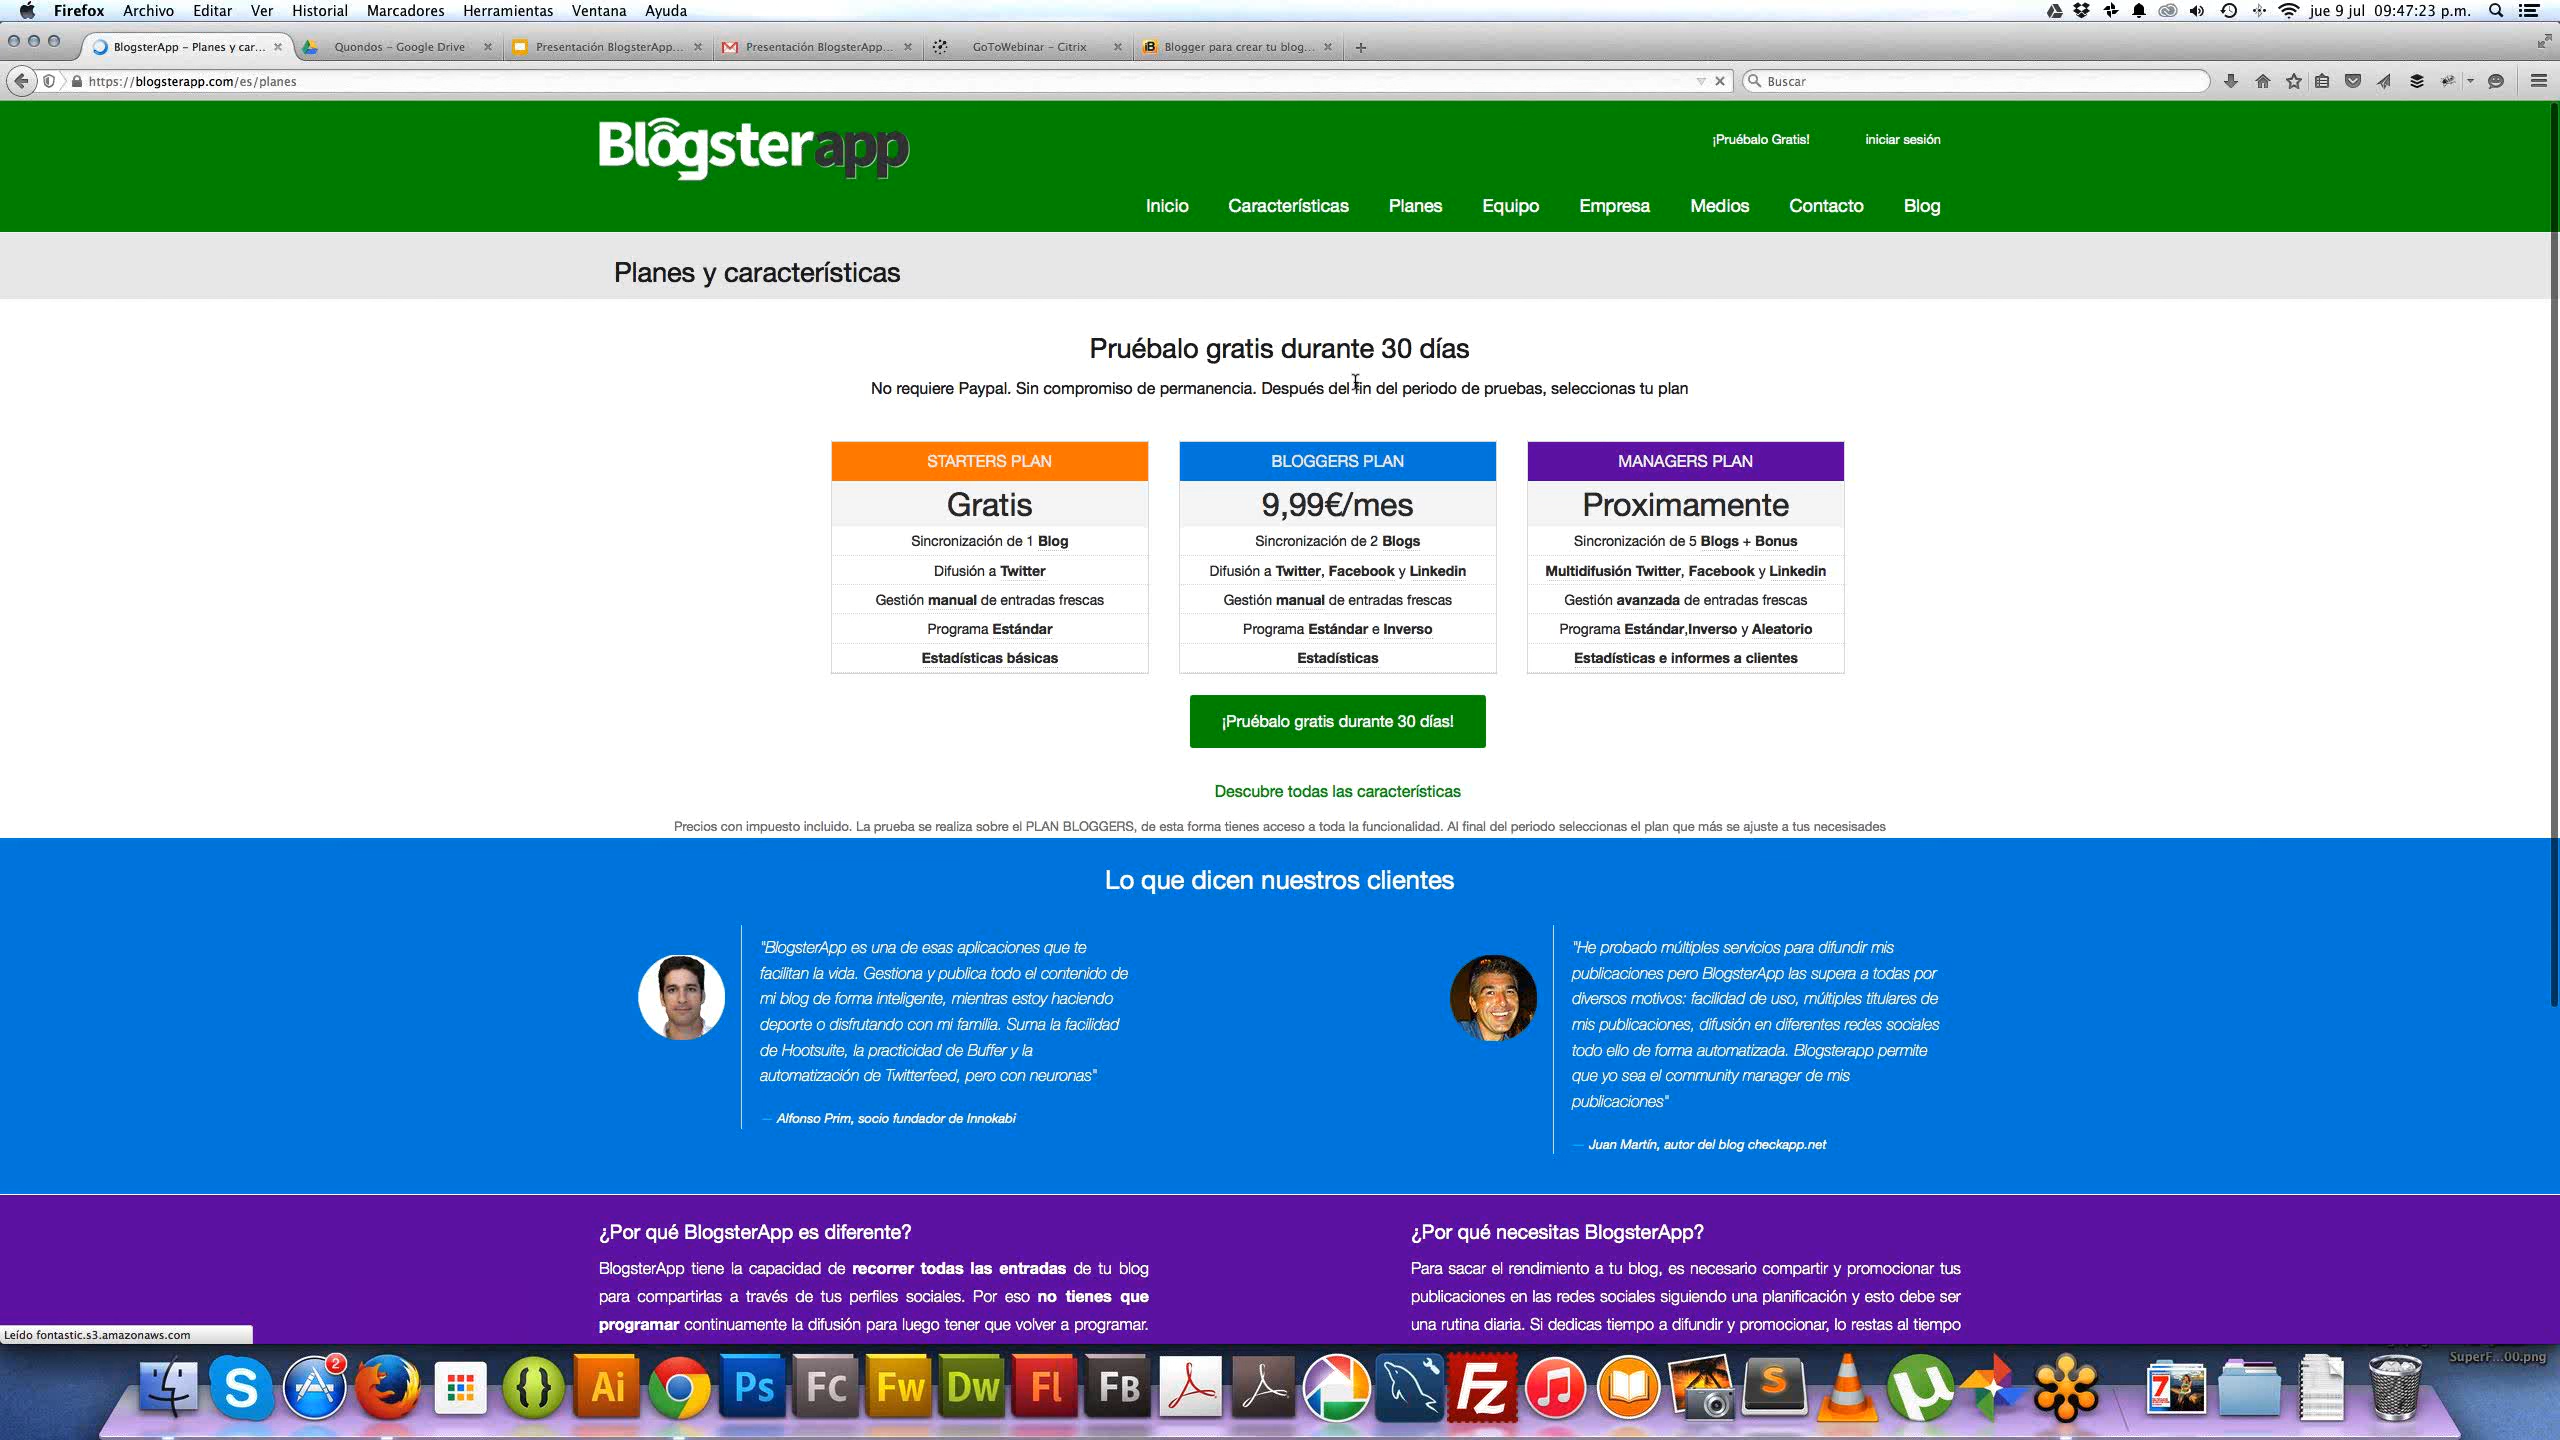 Firefox Archivo Editar Ver Historial Marcadores Herramientas Ventana Ayuda jue 9 jul 09:47:23 p.m.
BlogsterApp – Planes y car... Quondos – Google Drive Presentación BlogsterApp... Presentación BlogsterApp... GoToWebinar – Citrix Blogger para crear tu blog...
https://blogsterapp.com/es/planes Buscar
Blogsterapp
¡Pruébalo Gratis! iniciar sesión
Inicio Características Planes Equipo Empresa Medios Contacto Blog
Planes y características
Pruébalo gratis durante 30 días
No requiere Paypal. Sin compromiso de permanencia. Después del fin del periodo de pruebas, seleccionas tu plan
STARTERS PLAN
Gratis
Sincronización de 1 Blog
Difusión a Twitter
Gestión manual de entradas frescas
Programa Estándar
Estadísticas básicas
BLOGGERS PLAN
9,99€/mes
Sincronización de 2 Blogs
Difusión a Twitter, Facebook y Linkedin
Gestión manual de entradas frescas
Programa Estándar e Inverso
Estadísticas
MANAGERS PLAN
Proximamente
Sincronización de 5 Blogs + Bonus
Multidifusión Twitter, Facebook y Linkedin
Gestión avanzada de entradas frescas
Programa Estándar,Inverso y Aleatorio
Estadísticas e informes a clientes
¡Pruébalo gratis durante 30 días!
Descubre todas las características
Precios con impuesto incluido. La prueba se realiza sobre el PLAN BLOGGERS, de esta forma tienes acceso a toda la funcionalidad. Al final del periodo seleccionas el plan que más se ajuste a tus necesisades
Lo que dicen nuestros clientes
"BlogsterApp es una de esas aplicaciones que te
facilitan la vida. Gestiona y publica todo el contenido de
mi blog de forma inteligente, mientras estoy haciendo
deporte o disfrutando con mi familia. Suma la facilidad
de Hootsuite, la practicidad de Buffer y la
automatización de Twitterfeed, pero con neuronas"
— Alfonso Prim, socio fundador de Innokabi
"He probado múltiples servicios para difundir mis
publicaciones pero BlogsterApp las supera a todas por
diversos motivos: facilidad de uso, múltiples titulares de
mis publicaciones, difusión en diferentes redes sociales
todo ello de forma automatizada. Blogsterapp permite
que yo sea el community manager de mis
publicaciones"
— Juan Martín, autor del blog checkapp.net
¿Por qué BlogsterApp es diferente?
BlogsterApp tiene la capacidad de recorrer todas las entradas de tu blog
para compartirlas a través de tus perfiles sociales. Por eso no tienes que
programar continuamente la difusión para luego tener que volver a programar.
¿Por qué necesitas BlogsterApp?
Para sacar el rendimiento a tu blog, es necesario compartir y promocionar tus
publicaciones en las redes sociales siguiendo una planificación y esto debe ser
una rutina diaria. Si dedicas tiempo a difundir y promocionar, lo restas al tiempo
Leído fontastic.s3.amazonaws.com
SuperF...00.png
2
S Ai Ps Fc Fw Dw Fl FB Fz S µ 7